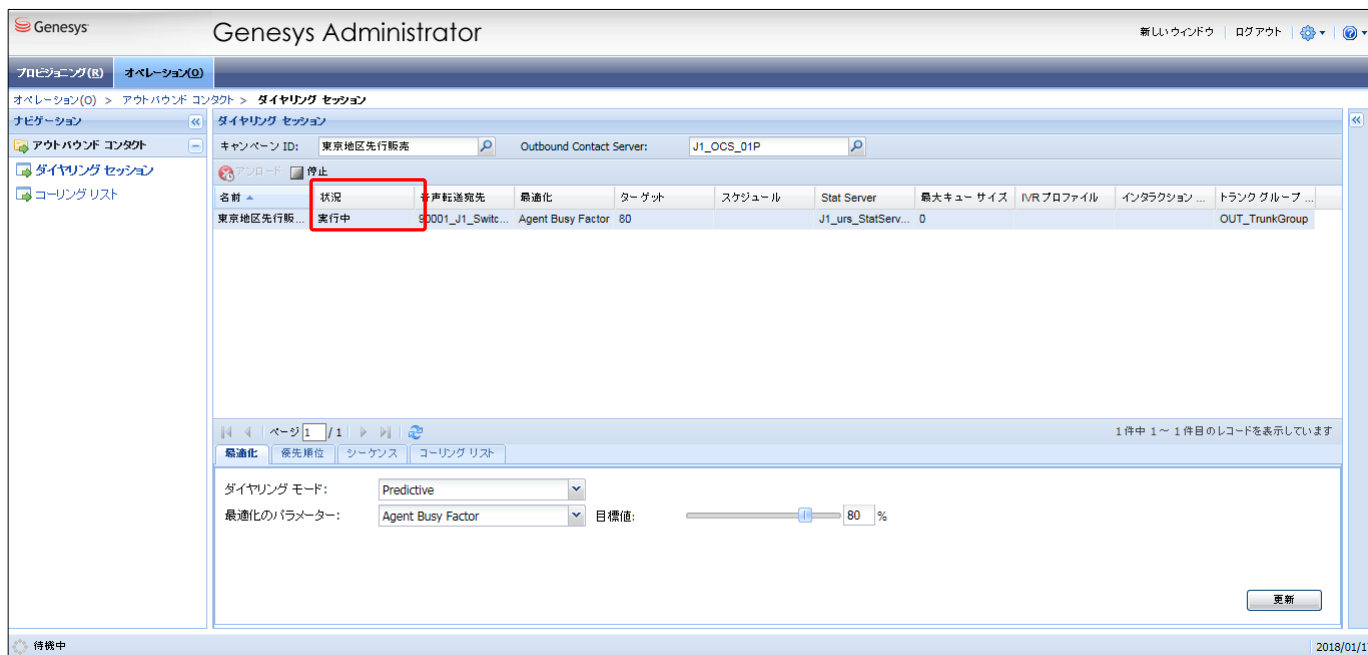 Genesys
Genesys Administrator
新しいウィンドウ | ログアウト
プロビジョニング(R) オペレーション(O)
オペレーション(O) > アウトバウンド コンタクト > ダイヤリング セッション
ナビゲーション
ダイヤリング セッション
アウトバウンド コンタクト
ダイヤリング セッション
コーリング リスト
キャンペーン ID: 東京地区先行販売 Outbound Contact Server: J1_OCS_01P
アンロード 停止
名前 状況 音声転送宛先 最適化 ターゲット スケジュール Stat Server 最大キュー サイズ IVR プロファイル インタラクション ... トランク グループ ...
東京地区先行販... 実行中 90001_J1_Switc... Agent Busy Factor 80 J1_urs_StatServ... 0 OUT_TrunkGroup
ページ 1 / 1
1 件中 1 ～ 1 件目のレコードを表示しています
最適化 優先順位 シーケンス コーリング リスト
ダイヤリング モード: Predictive
最適化のパラメーター: Agent Busy Factor 目標値: 80 %
更新
待機中
2018/01/1